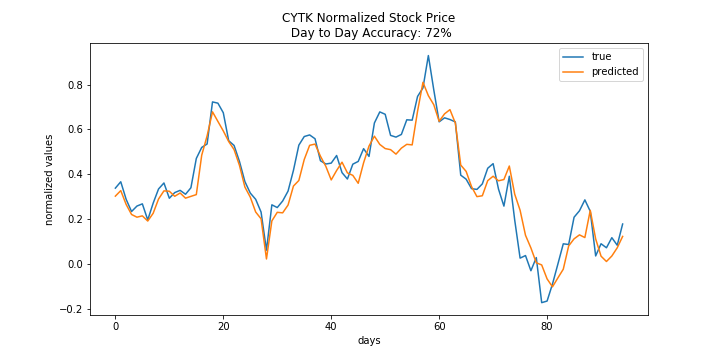 CYTK Normalized Stock Price
Day to Day Accuracy: 72%
true
predicted
normalized values
0.8
0.6
0.4
0.2
0.0
−0.2
0
20
40
60
80
days